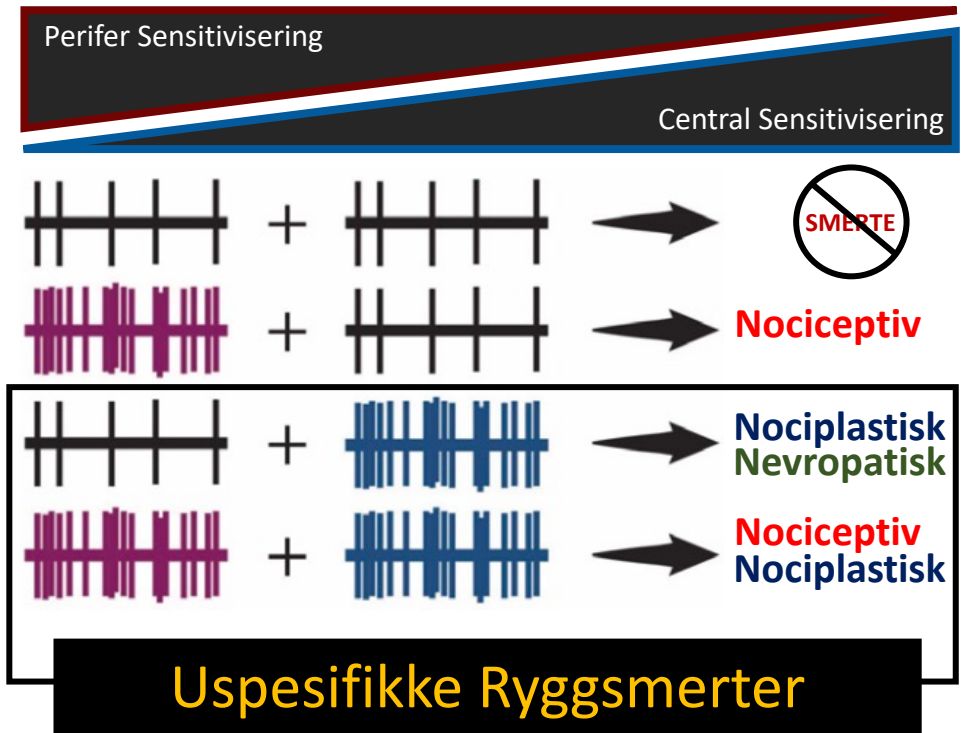 Perifer Sensitivisering
Central Sensitivisering
SMERTE
Nociceptiv
Nociplastisk
Nevropatisk
Nociceptiv
Nociplastisk
Uspesifikke Ryggsmerter